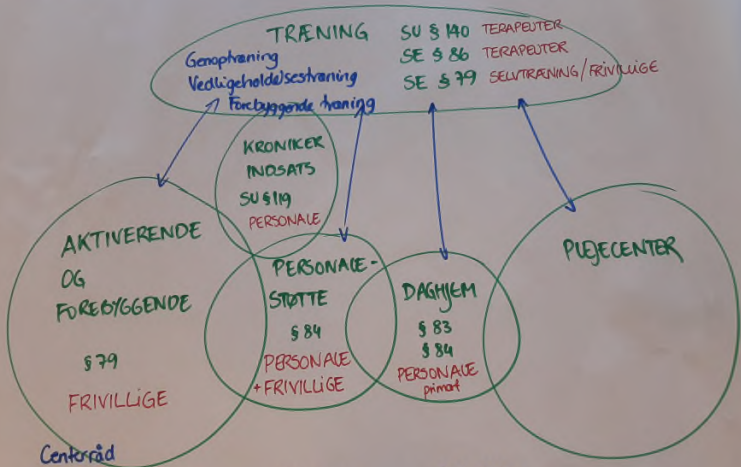 TRÆNING
Genoptræning
Vedligeholdelsestræning
Forebyggende træning
SU § 140 TERAPEUTER
SE § 86 TERAPEUTER
SE § 79 SELVTRÆNING/FRIVILLIGE
KRONIKER
INDSATS
SU § 119
PERSONALE
AKTIVERENDE
OG
FOREBYGGENDE
§ 79
FRIVILLIGE
PERSONALE-
STØTTE
§ 84
PERSONALE
+ FRIVILLIGE
DAGHJEM
§ 83
§ 84
PERSONALE
primært
PLEJECENTER
Centerråd